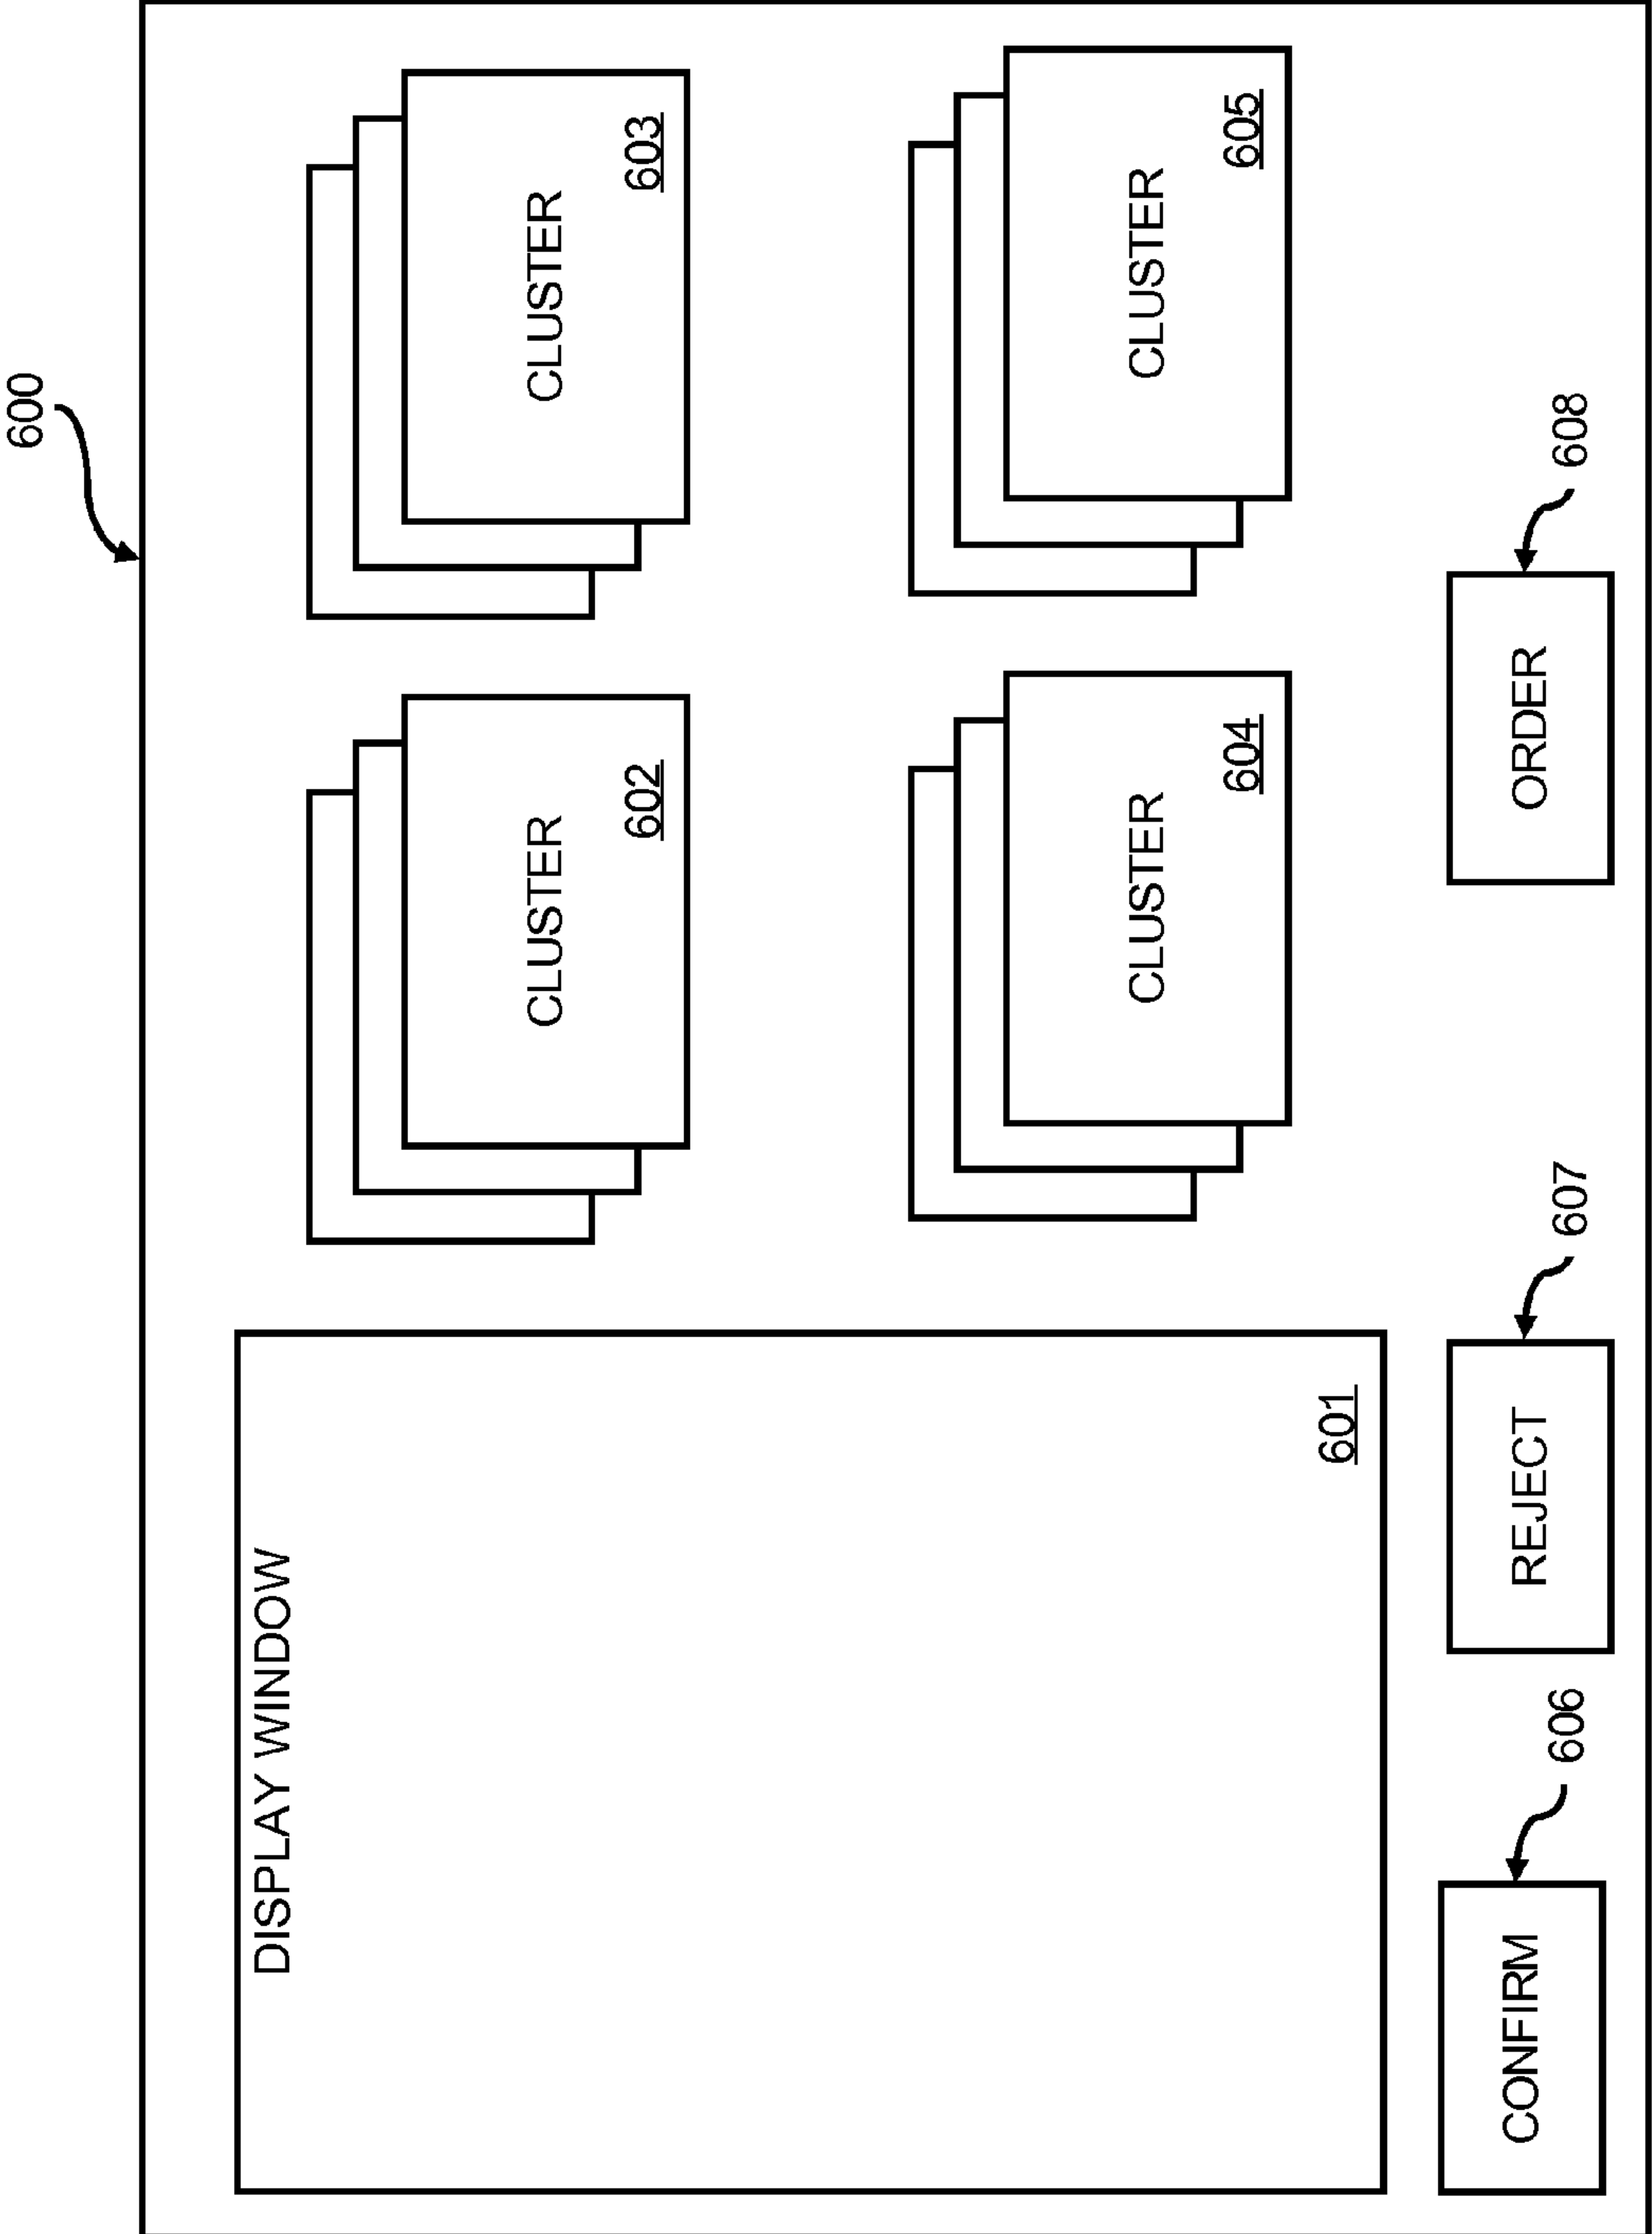 600
DISPLAY WINDOW
601
CLUSTER
602
CLUSTER
603
CLUSTER
604
CLUSTER
605
CONFIRM
606
REJECT
607
ORDER
608